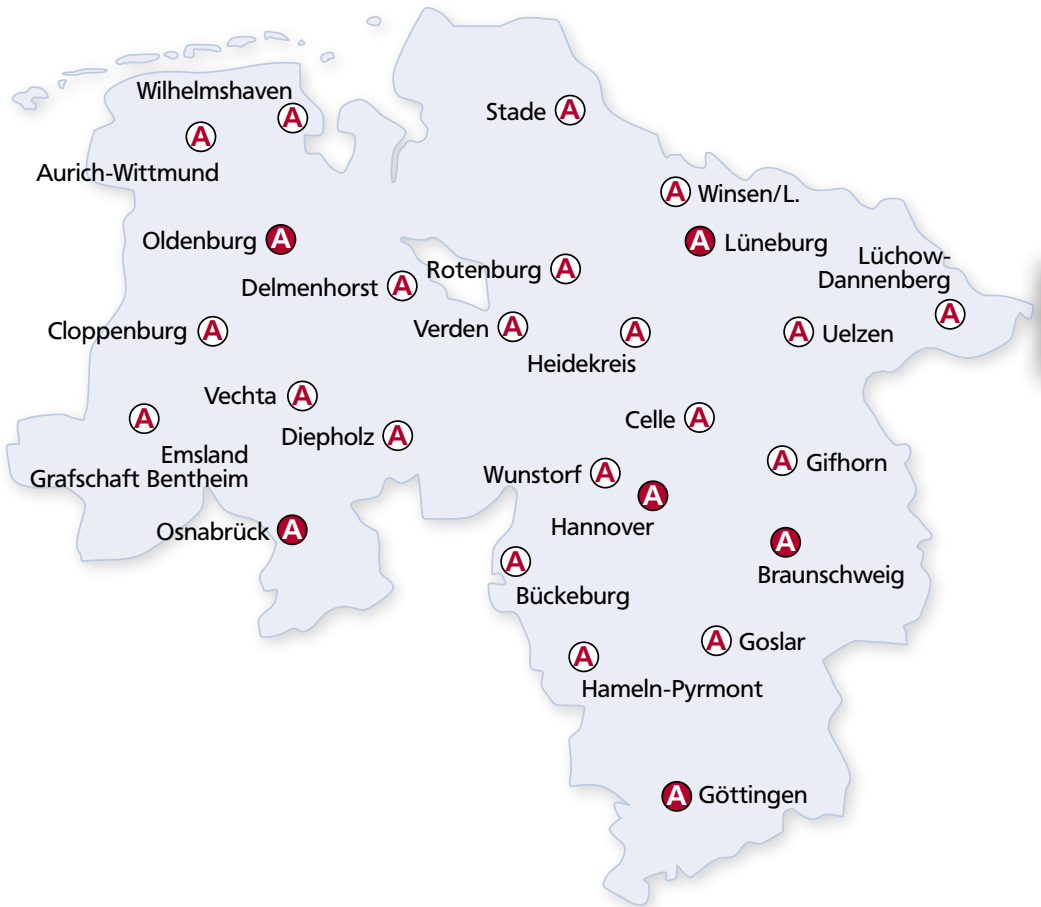 Wilhelmshaven
A
Stade A
A
Aurich-Wittmund
A Winsen/L.
Oldenburg A
A Lüneburg
Lüchow-
Dannenberg
Rotenburg A
Delmenhorst A
A
Cloppenburg A
Verden A
A
Heidekreis
A Uelzen
Vechta A
A
Emsland
Grafschaft Bentheim
Diepholz A
Celle A
A Gifhorn
Wunstorf A
A
Hannover
Osnabrück A
A
Braunschweig
A
Bückeburg
A Goslar
A
Hameln-Pyrmont
A Göttingen